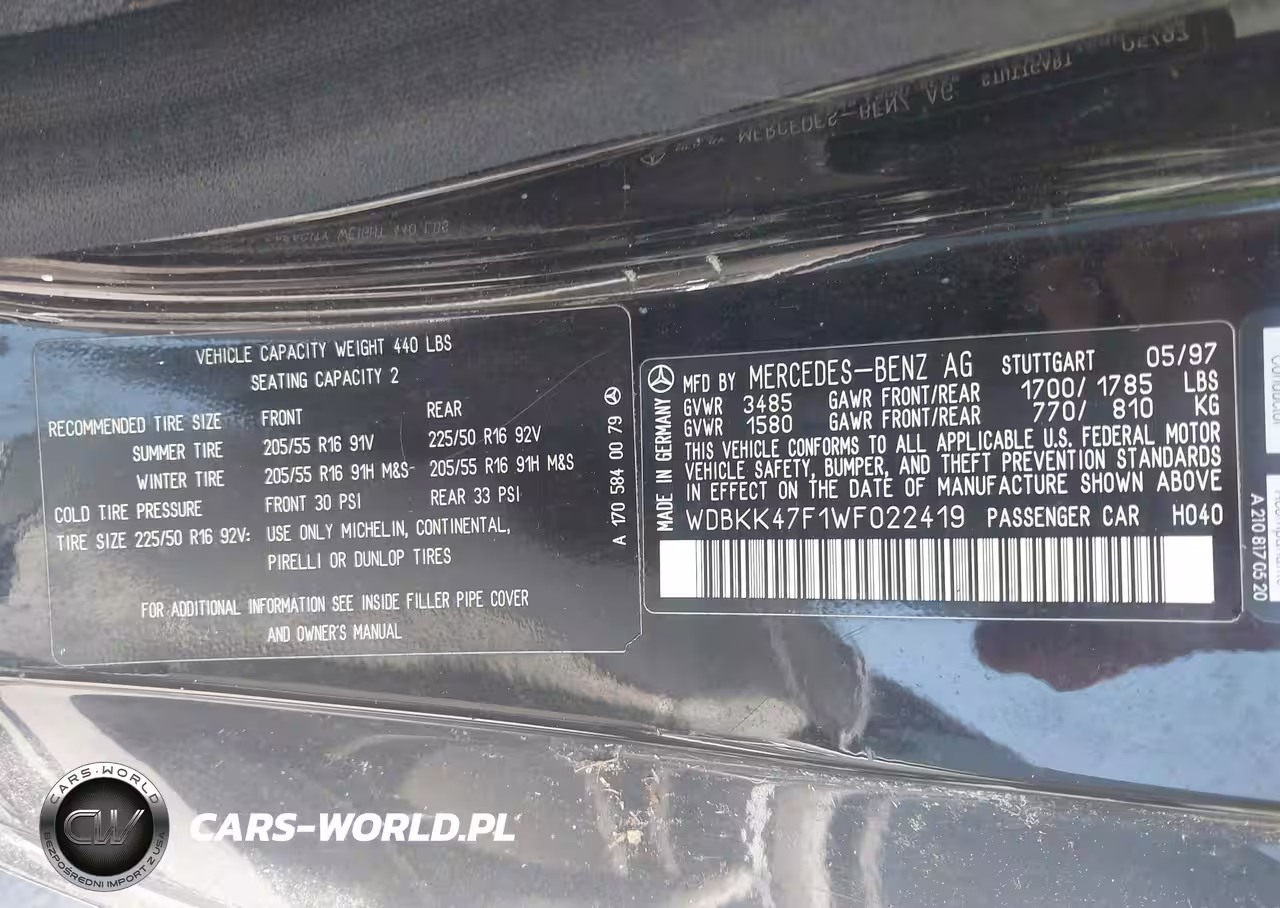 VEHICLE CAPACITY WEIGHT 440 LBS
SEATING CAPACITY 2
RECOMMENDED TIRE SIZE FRONT REAR
SUMMER TIRE 205/55 R16 91V 225/50 R16 92V
WINTER TIRE 205/55 R16 91H M&S 205/55 R16 91H M&S
COLD TIRE PRESSURE FRONT 30 PSI REAR 33 PSI
TIRE SIZE 225/50 R16 92V: USE ONLY MICHELIN, CONTINENTAL,
PIRELLI OR DUNLOP TIRES
FOR ADDITIONAL INFORMATION SEE INSIDE FILLER PIPE COVER
AND OWNER'S MANUAL
A 170 584 00 79
MADE IN GERMANY
MFD BY MERCEDES-BENZ AG STUTTGART 05/97
GVWR 3485 GAWR FRONT/REAR 1700/ 1785 LBS
GVWR 1580 GAWR FRONT/REAR 770/ 810 KG
THIS VEHICLE CONFORMS TO ALL APPLICABLE U.S. FEDERAL MOTOR
VEHICLE SAFETY, BUMPER, AND THEFT PREVENTION STANDARDS
IN EFFECT ON THE DATE OF MANUFACTURE SHOWN ABOVE
WDBKK47F1WF022419 PASSENGER CAR H040
A 210 817 05 20
CARS-WORLD
CW
BEZPOŚREDNI IMPORT Z USA
CARS-WORLD.PL